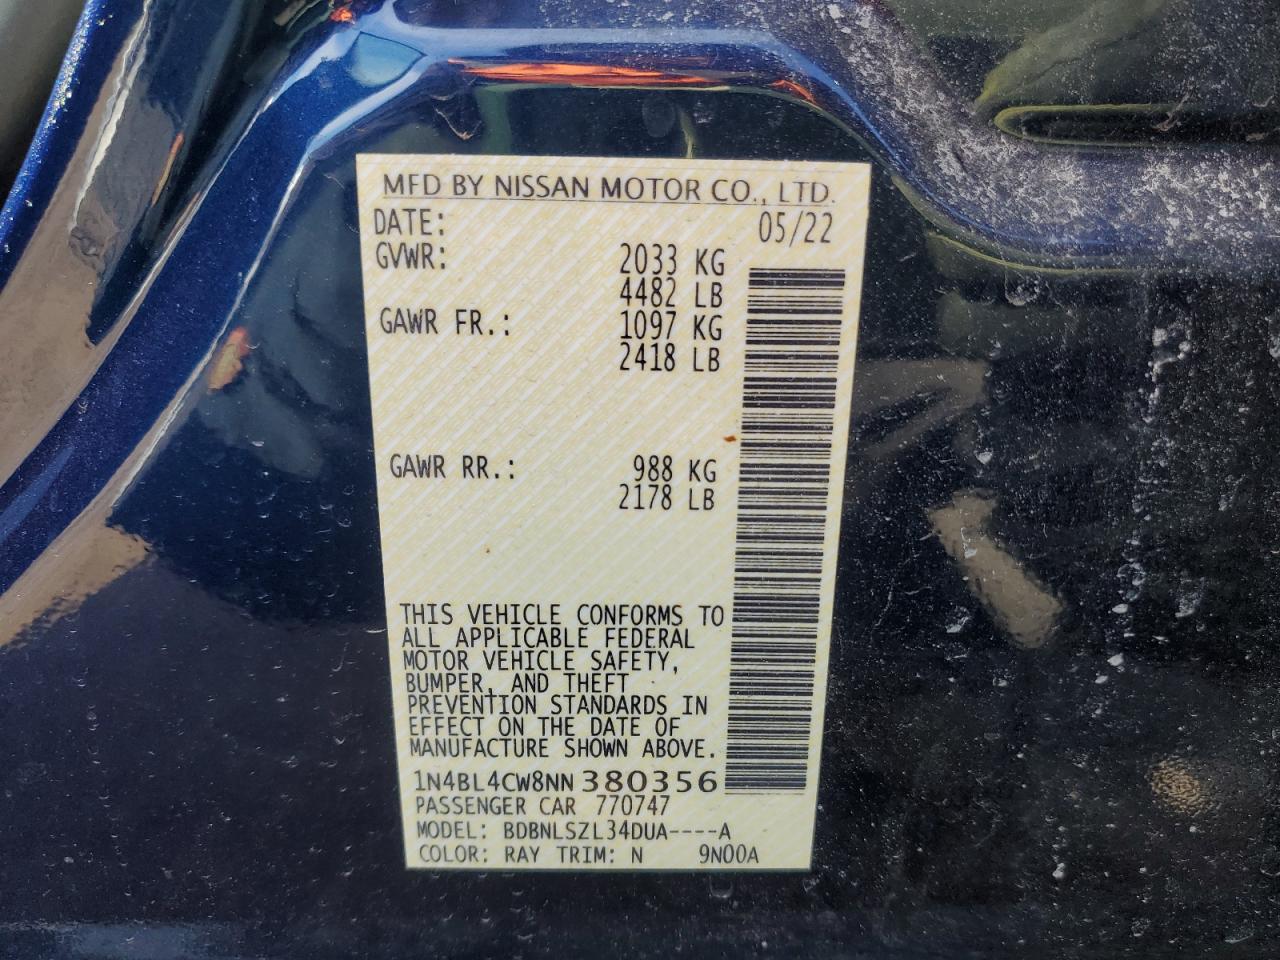 MFD BY NISSAN MOTOR CO., LTD.
DATE: 05/22
GVWR: 2033 KG
4482 LB
GAWR FR.: 1097 KG
2418 LB
GAWR RR.: 988 KG
2178 LB
THIS VEHICLE CONFORMS TO
ALL APPLICABLE FEDERAL
MOTOR VEHICLE SAFETY,
BUMPER, AND THEFT
PREVENTION STANDARDS IN
EFFECT ON THE DATE OF
MANUFACTURE SHOWN ABOVE.
1N4BL4CW8NN380356
PASSENGER CAR 770747
MODEL: BDBNLSZL34DUA----A
COLOR: RAY TRIM: N 9N00A